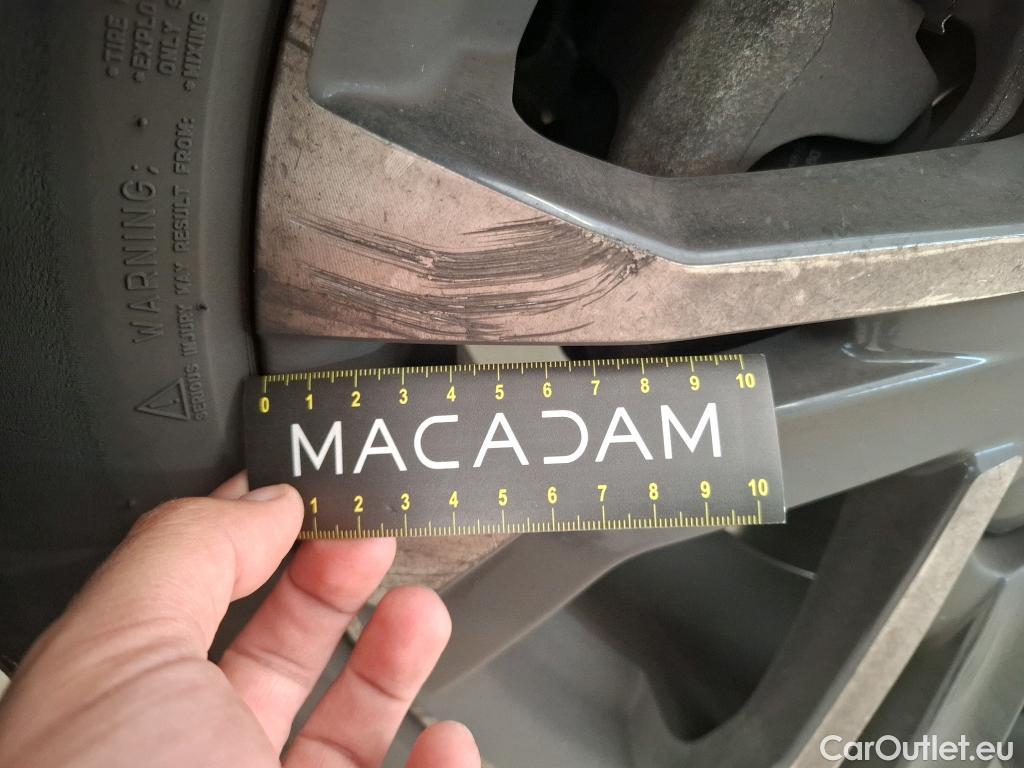 •TIRE
•EXPLO
ONLY S
•MIXING
WARNING:
SERIOUS INJURY MAY RESULT FROM:
0 1 2 3 4 5 6 7 8 9 10
MACADAM
1 2 3 4 5 6 7 8 9 10
CarOutlet.eu